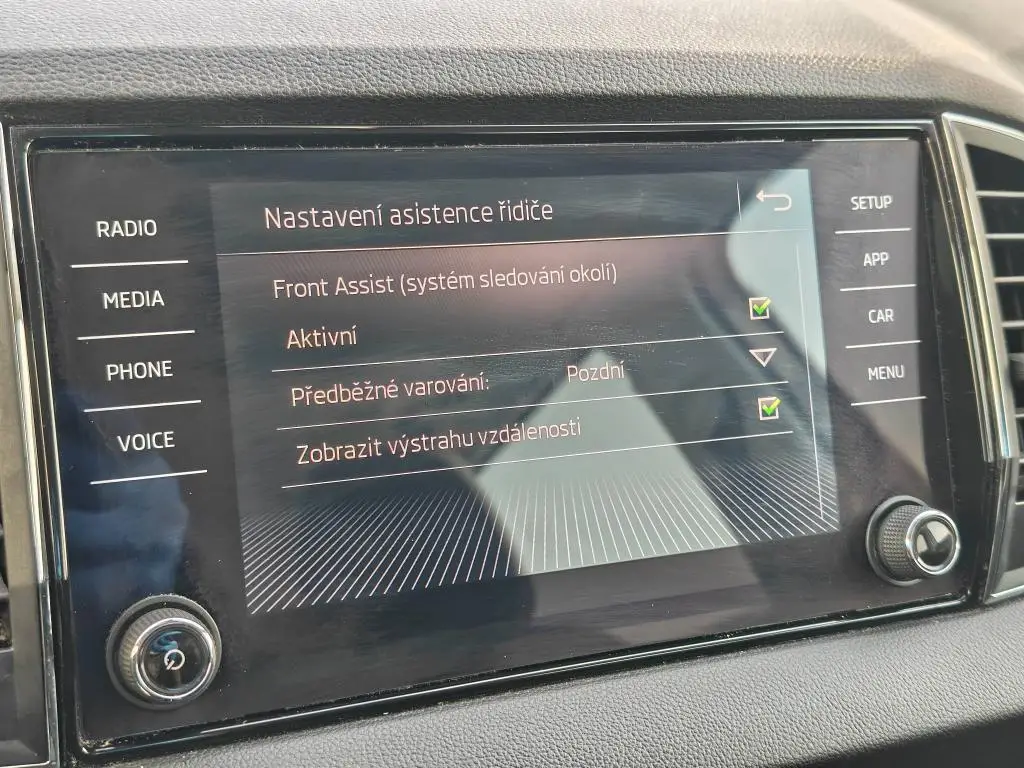 Nastavení asistence řidiče
Front Assist (systém sledování okolí)
Aktivní
Předběžné varování: Pozdní
Zobrazit výstrahu vzdálenosti
RADIO
MEDIA
PHONE
VOICE
SETUP
APP
CAR
MENU